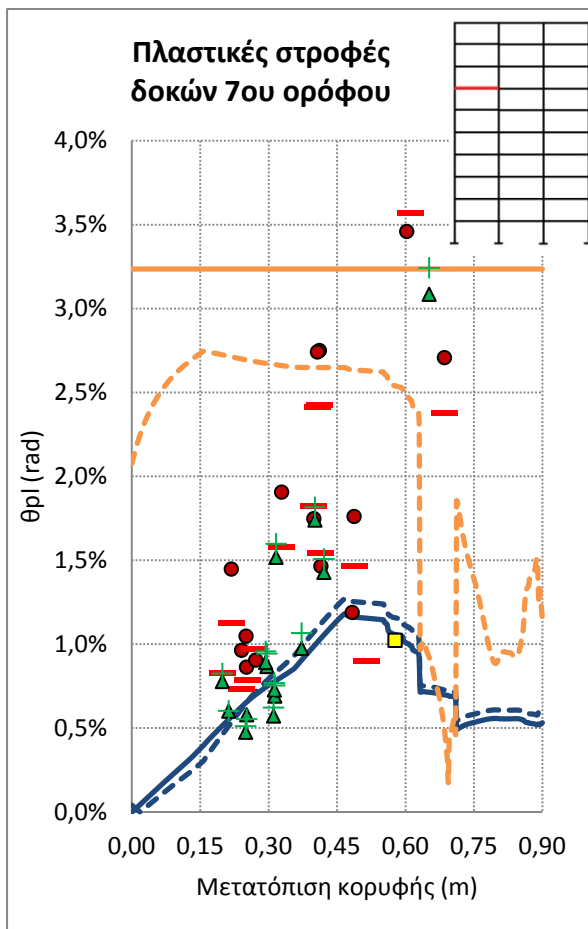 Πλαστικές στροφές
δοκών 7ου ορόφου
4,0%
3,5%
3,0%
2,5%
2,0%
1,5%
1,0%
0,5%
0,0%
θpl (rad)
0,00 0,15 0,30 0,45 0,60 0,75 0,90
Μετατόπιση κορυφής (m)